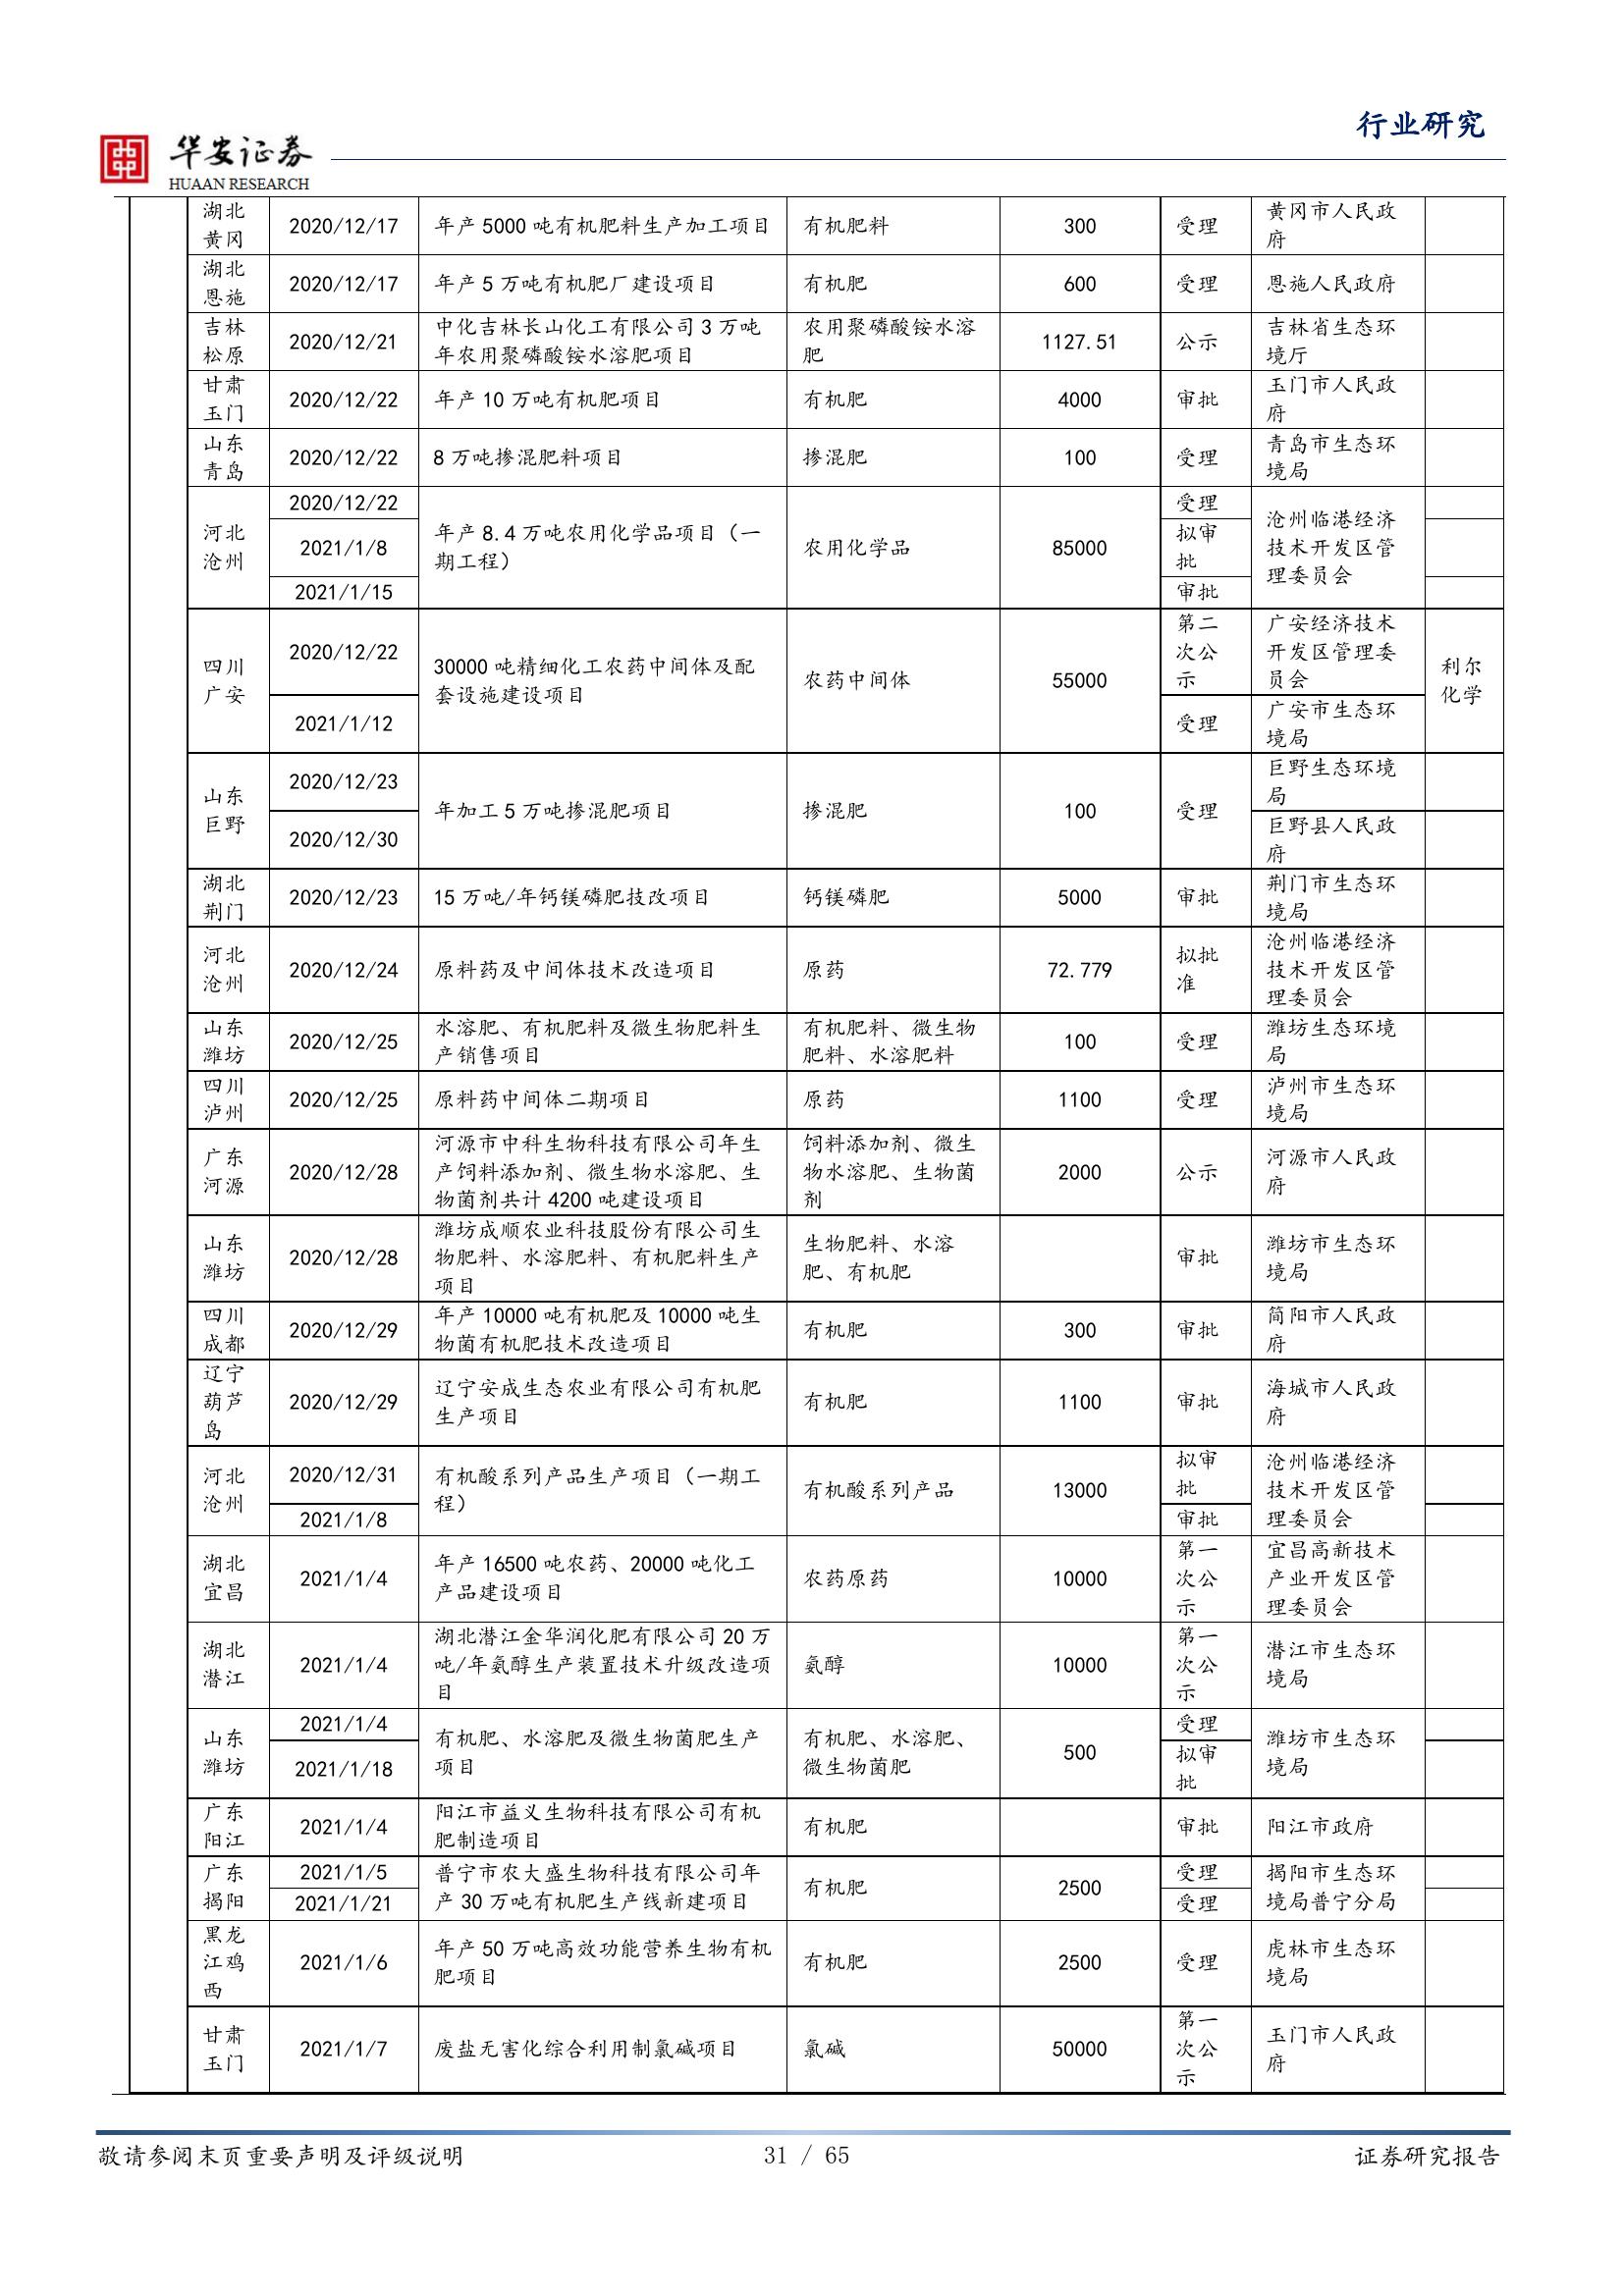 行业研究
华安证券
HUAAN RESEARCH
湖北
黄冈
2020/12/17
年产 5000 吨有机肥料生产加工项目
有机肥料
300
受理
黄冈市人民政
府
湖北
恩施
2020/12/17
年产 5 万吨有机肥厂建设项目
有机肥
600
受理
恩施人民政府
吉林
松原
2020/12/21
中化吉林长山化工有限公司 3 万吨
年农用聚磷酸铵水溶肥项目
农用聚磷酸铵水溶
肥
1127.51
公示
吉林省生态环
境厅
甘肃
玉门
2020/12/22
年产 10 万吨有机肥项目
有机肥
4000
审批
玉门市人民政
府
山东
青岛
2020/12/22
8 万吨掺混肥料项目
掺混肥
100
受理
青岛市生态环
境局
河北
沧州
2020/12/22
2021/1/8
2021/1/15
年产 8.4 万吨农用化学品项目（一
期工程）
农用化学品
85000
受理
拟审
批
审批
沧州临港经济
技术开发区管
理委员会
四川
广安
2020/12/22
2021/1/12
30000 吨精细化工农药中间体及配
套设施建设项目
农药中间体
55000
第二
次公
示
受理
广安经济技术
开发区管理委
员会
广安市生态环
境局
利尔
化学
山东
巨野
2020/12/23
2020/12/30
年加工 5 万吨掺混肥项目
掺混肥
100
受理
巨野生态环境
局
巨野县人民政
府
湖北
荆门
2020/12/23
15 万吨/年钙镁磷肥技改项目
钙镁磷肥
5000
审批
荆门市生态环
境局
河北
沧州
2020/12/24
原料药及中间体技术改造项目
原药
72.779
拟批
准
沧州临港经济
技术开发区管
理委员会
山东
潍坊
2020/12/25
水溶肥、有机肥料及微生物肥料生
产销售项目
有机肥料、微生物
肥料、水溶肥料
100
受理
潍坊生态环境
局
四川
泸州
2020/12/25
原料药中间体二期项目
原药
1100
受理
泸州市生态环
境局
广东
河源
2020/12/28
河源市中科生物科技有限公司年生
产饲料添加剂、微生物水溶肥、生
物菌剂共计 4200 吨建设项目
饲料添加剂、微生
物水溶肥、生物菌
剂
2000
公示
河源市人民政
府
山东
潍坊
2020/12/28
潍坊成顺农业科技股份有限公司生
物肥料、水溶肥料、有机肥料生产
项目
生物肥料、水溶
肥、有机肥
审批
潍坊市生态环
境局
四川
成都
2020/12/29
年产 10000 吨有机肥及 10000 吨生
物菌有机肥技术改造项目
有机肥
300
审批
简阳市人民政
府
辽宁
葫芦
岛
2020/12/29
辽宁安成生态农业有限公司有机肥
生产项目
有机肥
1100
审批
海城市人民政
府
河北
沧州
2020/12/31
2021/1/8
有机酸系列产品生产项目（一期工
程）
有机酸系列产品
13000
拟审
批
审批
沧州临港经济
技术开发区管
理委员会
湖北
宜昌
2021/1/4
年产 16500 吨农药、20000 吨化工
产品建设项目
农药原药
10000
第一
次公
示
宜昌高新技术
产业开发区管
理委员会
湖北
潜江
2021/1/4
湖北潜江金华润化肥有限公司 20 万
吨/年氨醇生产装置技术升级改造项
目
氨醇
10000
第一
次公
示
潜江市生态环
境局
山东
潍坊
2021/1/4
2021/1/18
有机肥、水溶肥及微生物菌肥生产
项目
有机肥、水溶肥、
微生物菌肥
500
受理
拟审
批
潍坊市生态环
境局
广东
阳江
2021/1/4
阳江市益义生物科技有限公司有机
肥制造项目
有机肥
审批
阳江市政府
广东
揭阳
2021/1/5
2021/1/21
普宁市农大盛生物科技有限公司年
产 30 万吨有机肥生产线新建项目
有机肥
2500
受理
受理
揭阳市生态环
境局普宁分局
黑龙
江鸡
西
2021/1/6
年产 50 万吨高效功能营养生物有机
肥项目
有机肥
2500
受理
虎林市生态环
境局
甘肃
玉门
2021/1/7
废盐无害化综合利用制氯碱项目
氯碱
50000
第一
次公
示
玉门市人民政
府
敬请参阅末页重要声明及评级说明
31 / 65
证券研究报告